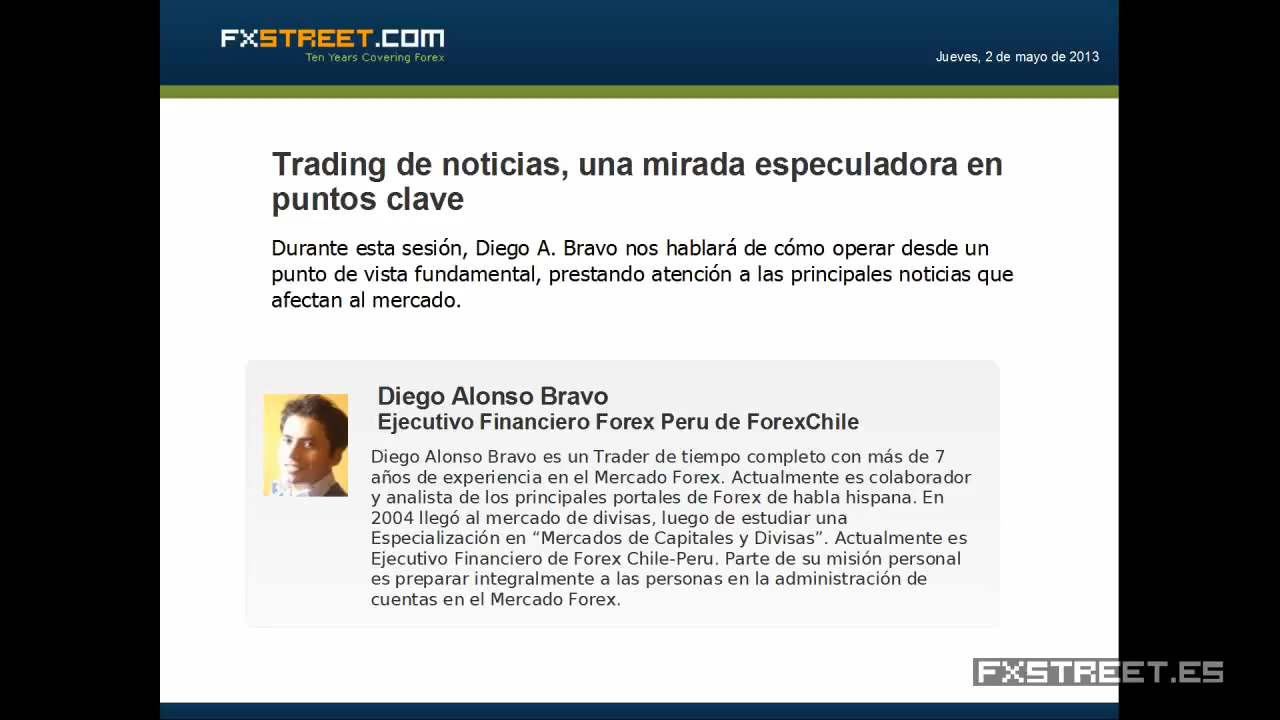 FXSTREET.COM
Ten Years Covering Forex
Jueves, 2 de mayo de 2013
Trading de noticias, una mirada especuladora en
puntos clave
Durante esta sesión, Diego A. Bravo nos hablará de cómo operar desde un
punto de vista fundamental, prestando atención a las principales noticias que
afectan al mercado.
Diego Alonso Bravo
Ejecutivo Financiero Forex Peru de ForexChile
Diego Alonso Bravo es un Trader de tiempo completo con más de 7
años de experiencia en el Mercado Forex. Actualmente es colaborador
y analista de los principales portales de Forex de habla hispana. En
2004 llegó al mercado de divisas, luego de estudiar una
Especialización en “Mercados de Capitales y Divisas”. Actualmente es
Ejecutivo Financiero de Forex Chile-Peru. Parte de su misión personal
es preparar integralmente a las personas en la administración de
cuentas en el Mercado Forex.
FXSTREET.ES